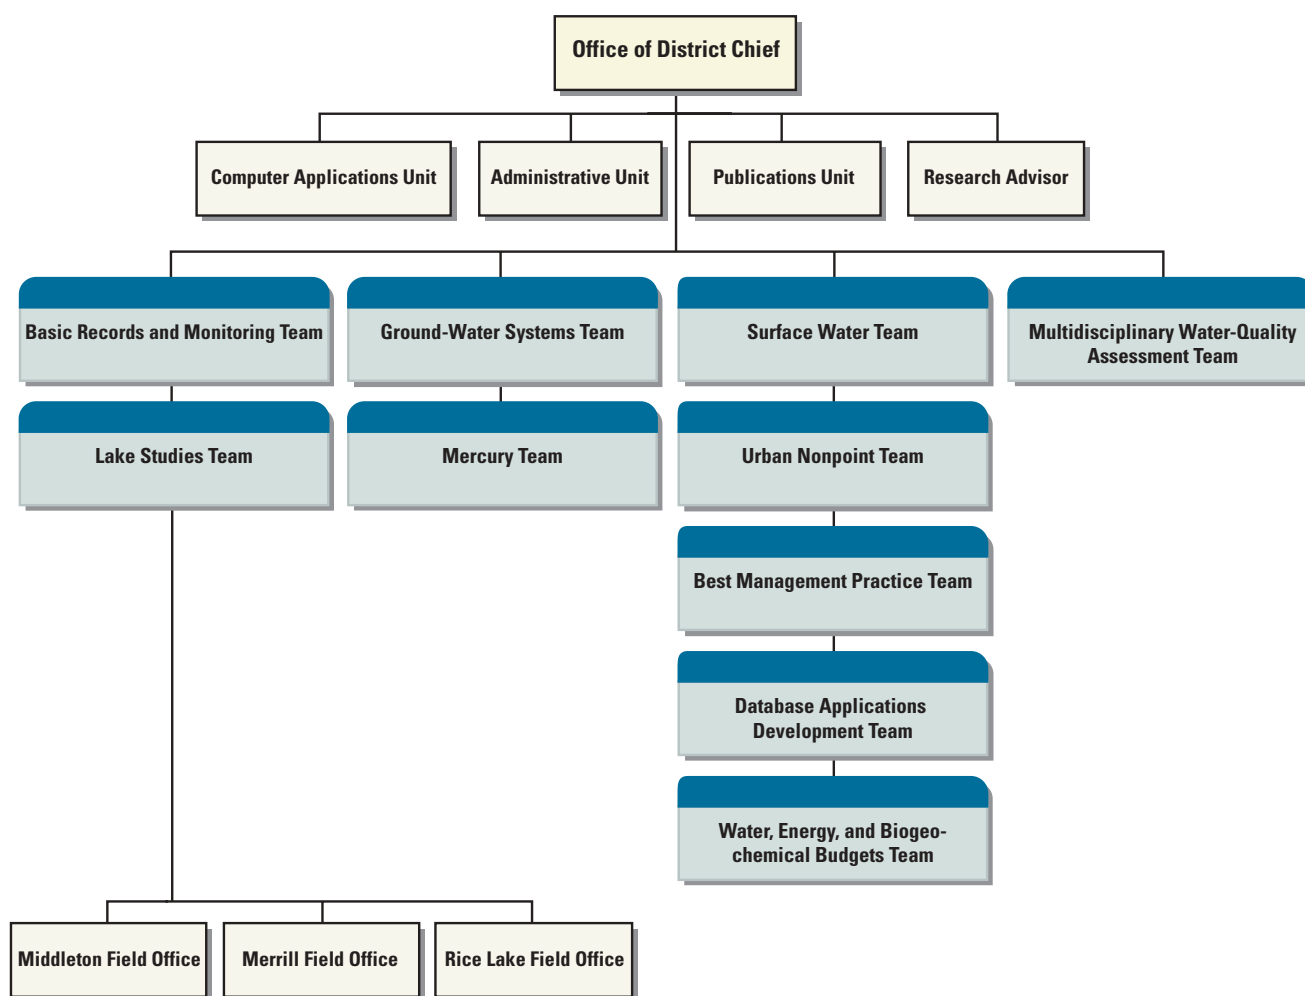 Office of District Chief
Computer Applications Unit
Administrative Unit
Publications Unit
Research Advisor
Basic Records and Monitoring Team
Ground-Water Systems Team
Surface Water Team
Multidisciplinary Water-Quality
Assessment Team
Lake Studies Team
Mercury Team
Urban Nonpoint Team
Best Management Practice Team
Database Applications
Development Team
Water, Energy, and Biogeo-
chemical Budgets Team
Middleton Field Office
Merrill Field Office
Rice Lake Field Office